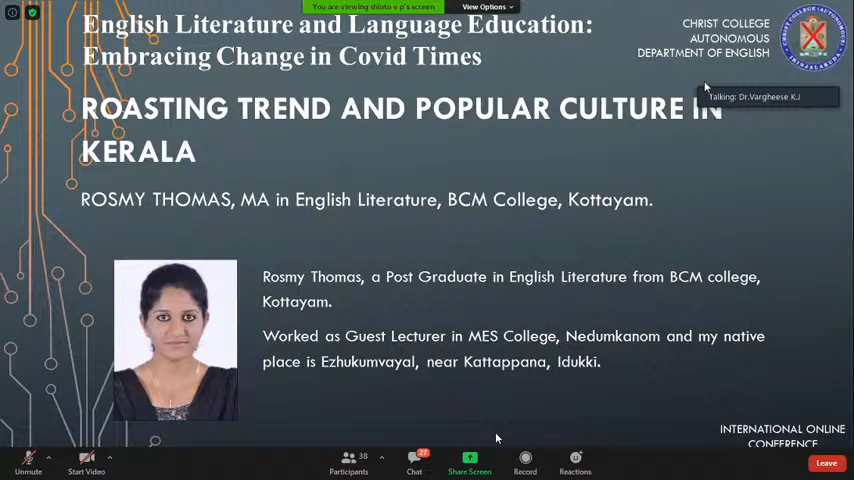 You are viewing shinto v p's screen
View Options
English Literature and Language Education:
Embracing Change in Covid Times
CHRIST COLLEGE
AUTONOMOUS
DEPARTMENT OF ENGLISH
Talking: Dr.Vargheese K.J
ROASTING TREND AND POPULAR CULTURE IN
KERALA
ROSMY THOMAS, MA in English Literature, BCM College, Kottayam.
Rosmy Thomas, a Post Graduate in English Literature from BCM college,
Kottayam.
Worked as Guest Lecturer in MES College, Nedumkanom and my native
place is Ezhukumvayal, near Kattappana, Idukki.
INTERNATIONAL ONLINE
CONFERENCE
Unmute
Start Video
38
Participants
27
Chat
Share Screen
Record
Reactions
Leave